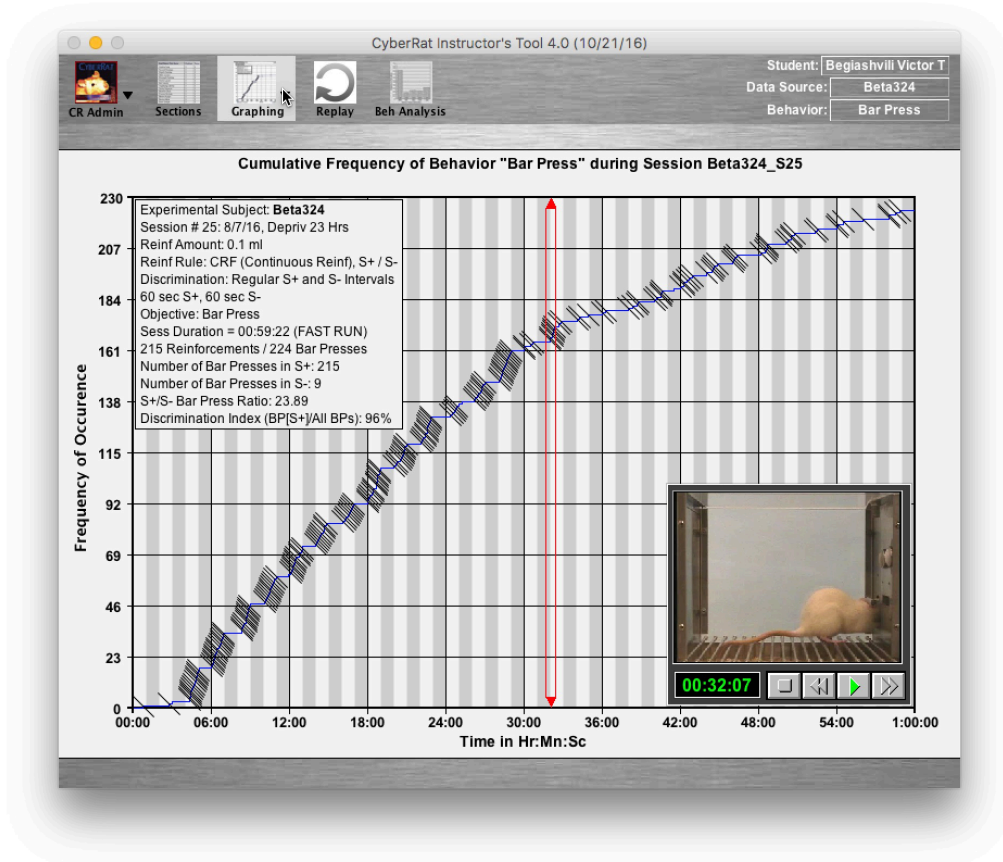 CyberRat Instructor's Tool 4.0 (10/21/16)
CYBERRAT
CR Admin
Sections
Graphing
Replay
Beh Analysis
Student: Begiashvili Victor T
Data Source: Beta324
Behavior: Bar Press
Cumulative Frequency of Behavior "Bar Press" during Session Beta324_S25
Experimental Subject: Beta324
Session # 25: 8/7/16, Depriv 23 Hrs
Reinf Amount: 0.1 ml
Reinf Rule: CRF (Continuous Reinf), S+ / S-
Discrimination: Regular S+ and S- Intervals
60 sec S+, 60 sec S-
Objective: Bar Press
Sess Duration = 00:59:22 (FAST RUN)
215 Reinforcements / 224 Bar Presses
Number of Bar Presses in S+: 215
Number of Bar Presses in S-: 9
S+/S- Bar Press Ratio: 23.89
Discrimination Index (BP[S+]/All BPs): 96%
Frequency of Occurence
230
207
184
161
138
115
92
69
46
23
0
00:32:07
00:00 06:00 12:00 18:00 24:00 30:00 36:00 42:00 48:00 54:00 1:00:00
Time in Hr:Mn:Sc